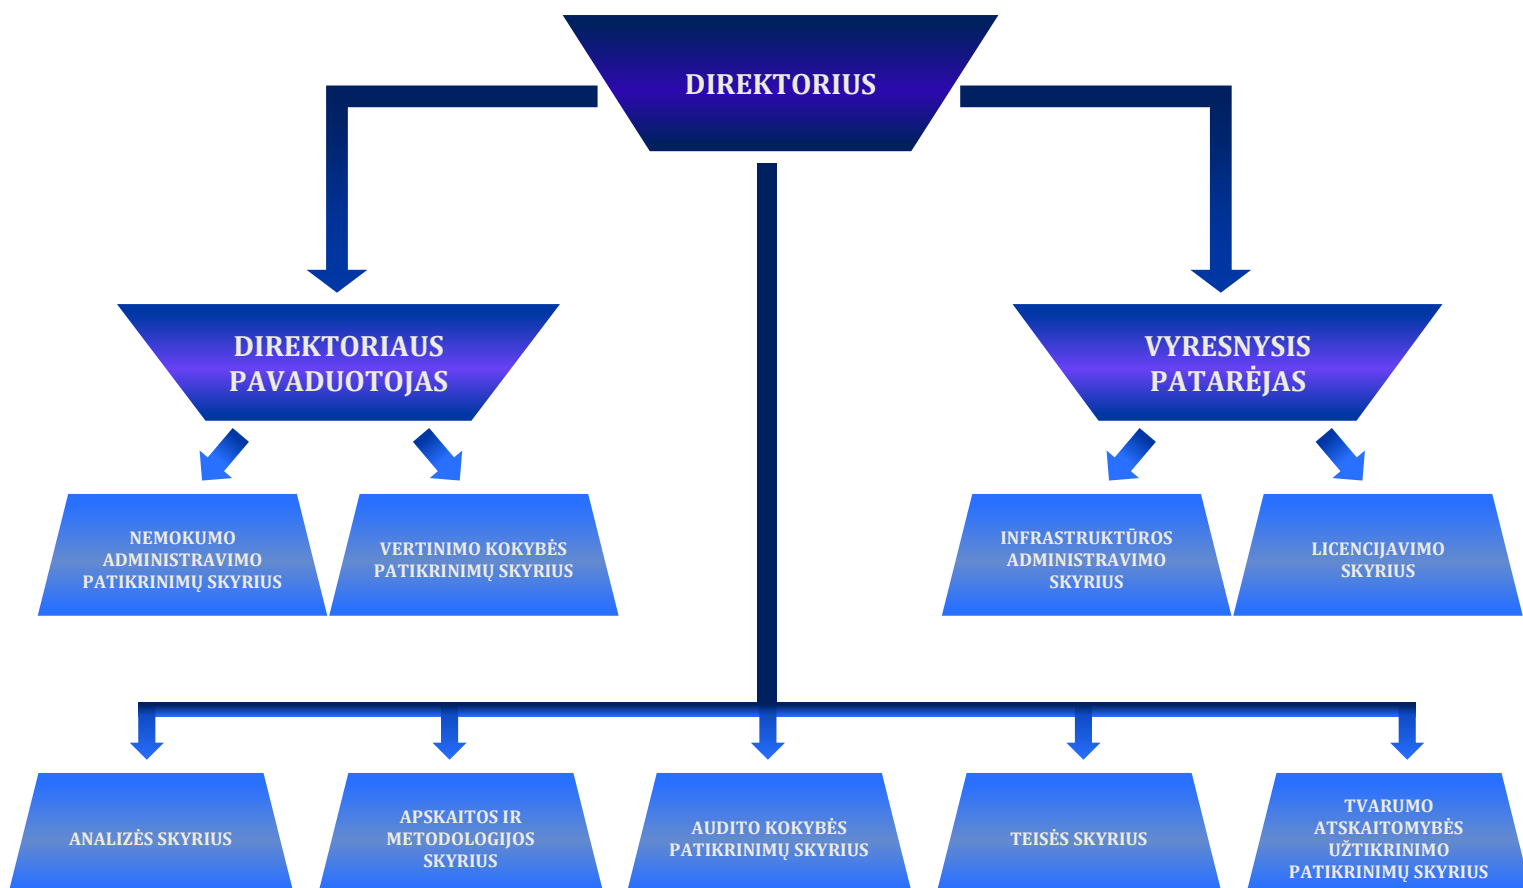 DIREKTORIUS
DIREKTORIAUS
PAVADUOTOJAS
VYRESNYSIS
PATARĖJAS
NEMOKUMO
ADMINISTRAVIMO
PATIKRINIMŲ SKYRIUS
VERTINIMO KOKYBĖS
PATIKRINIMŲ SKYRIUS
INFRASTRUKTŪROS
ADMINISTRAVIMO
SKYRIUS
LICENCIJAVIMO
SKYRIUS
ANALIZĖS SKYRIUS
APSKAITOS IR
METODOLOGIJOS
SKYRIUS
AUDITO KOKYBĖS
PATIKRINIMŲ SKYRIUS
TEISĖS SKYRIUS
TVARUMO
ATSKAITOMYBĖS
UŽTIKRINIMO
PATIKRINIMŲ SKYRIUS